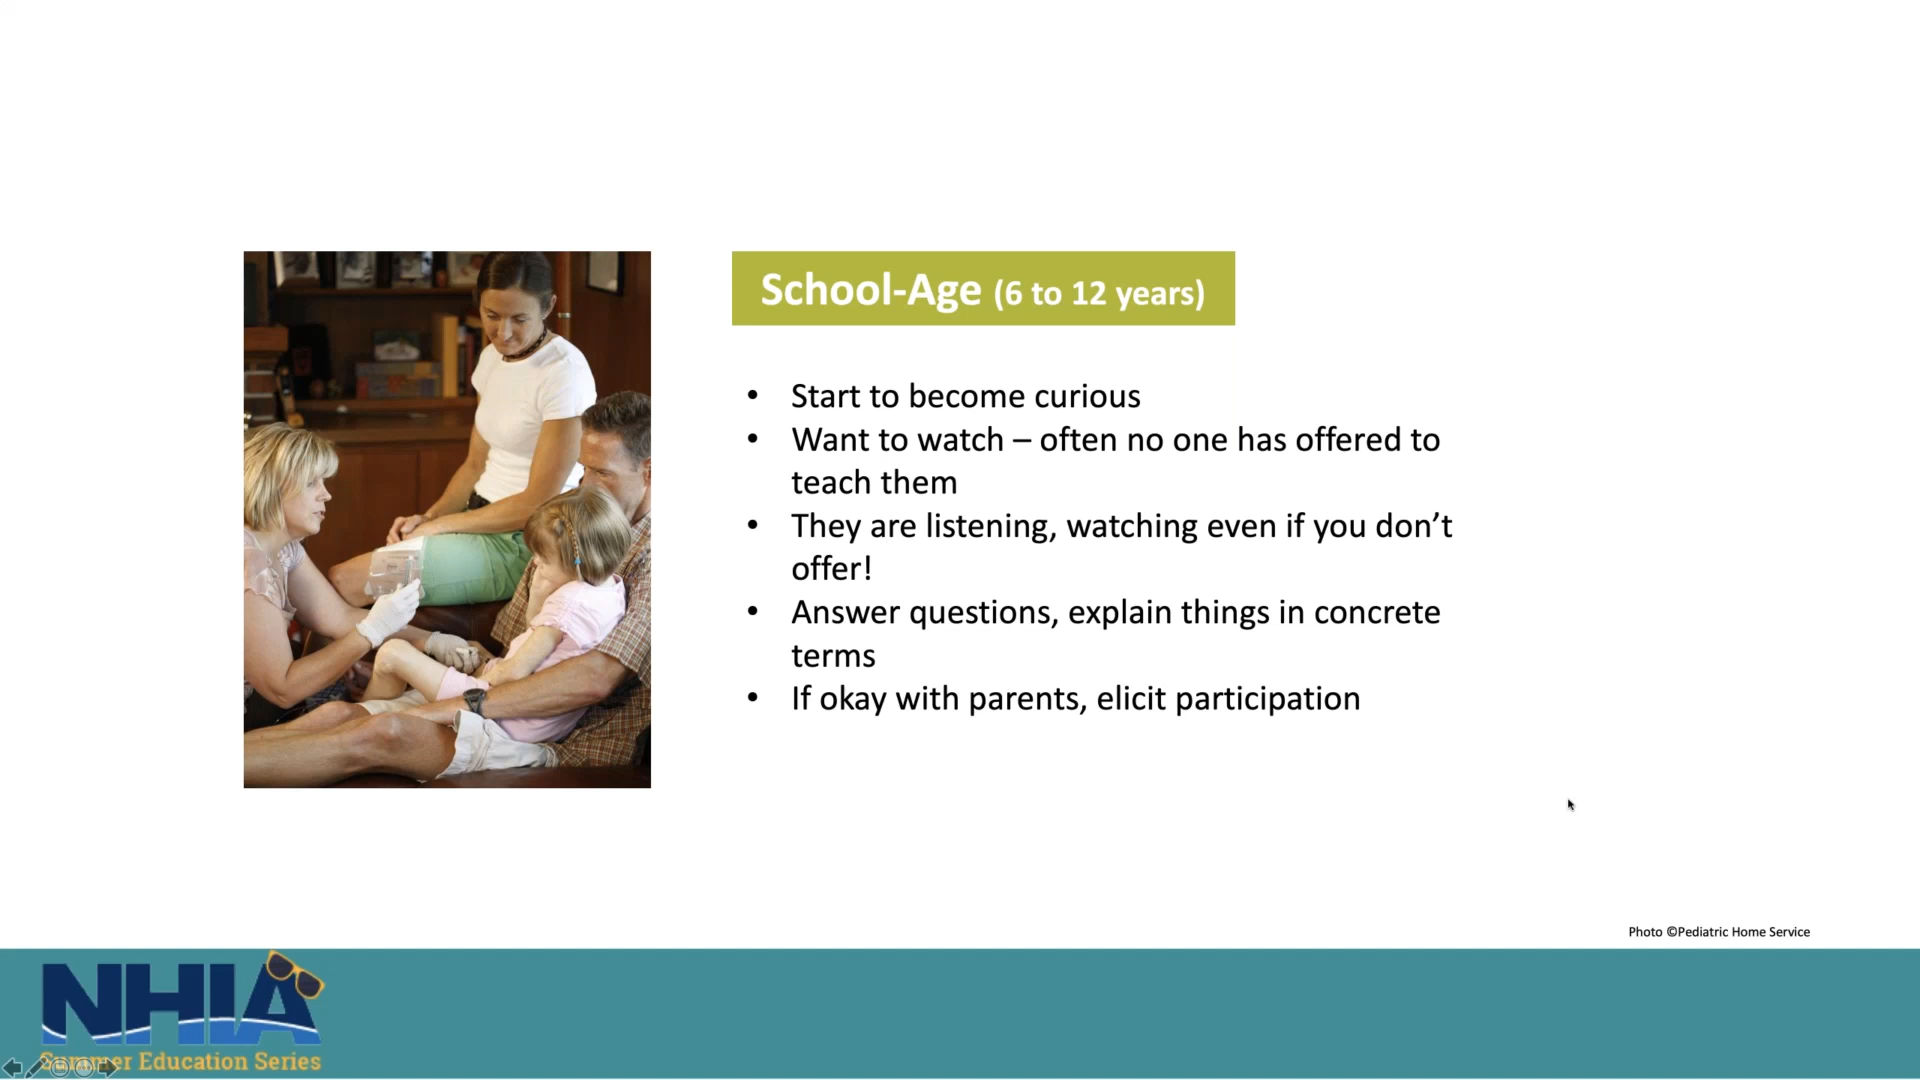 School-Age (6 to 12 years)
• Start to become curious
• Want to watch – often no one has offered to
teach them
• They are listening, watching even if you don’t
offer!
• Answer questions, explain things in concrete
terms
• If okay with parents, elicit participation
Photo ©Pediatric Home Service
NHIA
Summer Education Series